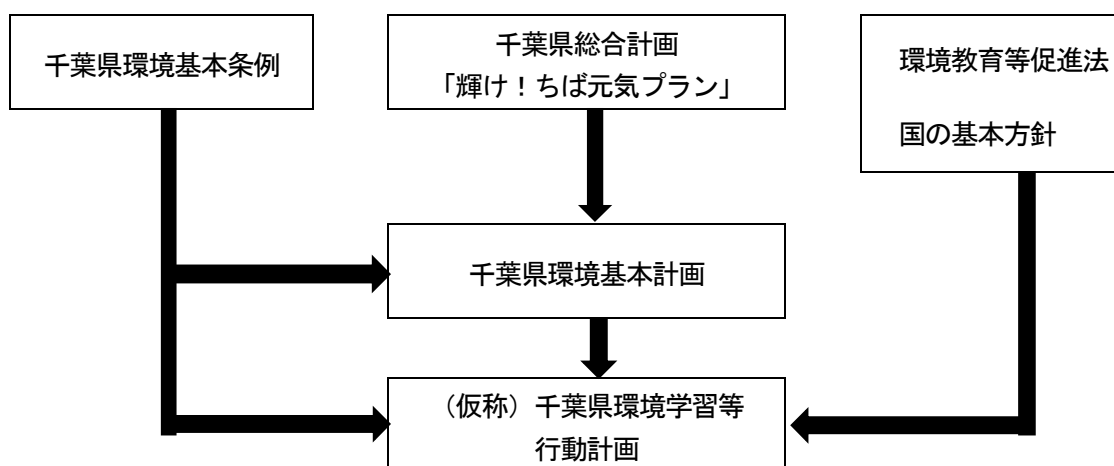 千葉県環境基本条例
千葉県総合計画
「輝け！ちば元気プラン」
環境教育等促進法
国の基本方針
千葉県環境基本計画
（仮称）千葉県環境学習等
行動計画